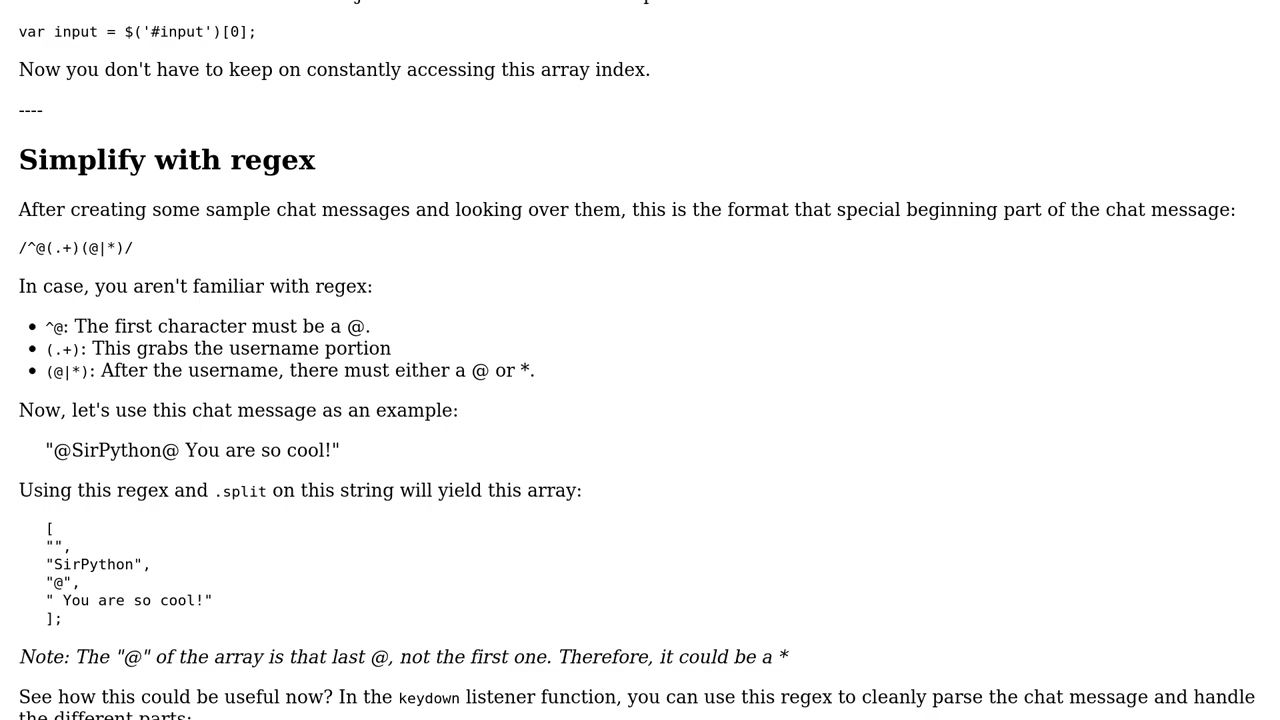 var input = $('#input')[0];
Now you don't have to keep on constantly accessing this array index.
----
Simplify with regex
After creating some sample chat messages and looking over them, this is the format that special beginning part of the chat message:
/^@(.+)(@|*)/
In case, you aren't familiar with regex:
• ^@: The first character must be a @.
• (.+): This grabs the username portion
• (@|*): After the username, there must either a @ or *.
Now, let's use this chat message as an example:
"@SirPython@ You are so cool!"
Using this regex and .split on this string will yield this array:
[
"",
"SirPython",
"@",
" You are so cool!"
];
Note: The "@" of the array is that last @, not the first one. Therefore, it could be a *
See how this could be useful now? In the keydown listener function, you can use this regex to cleanly parse the chat message and handle
the different parts: